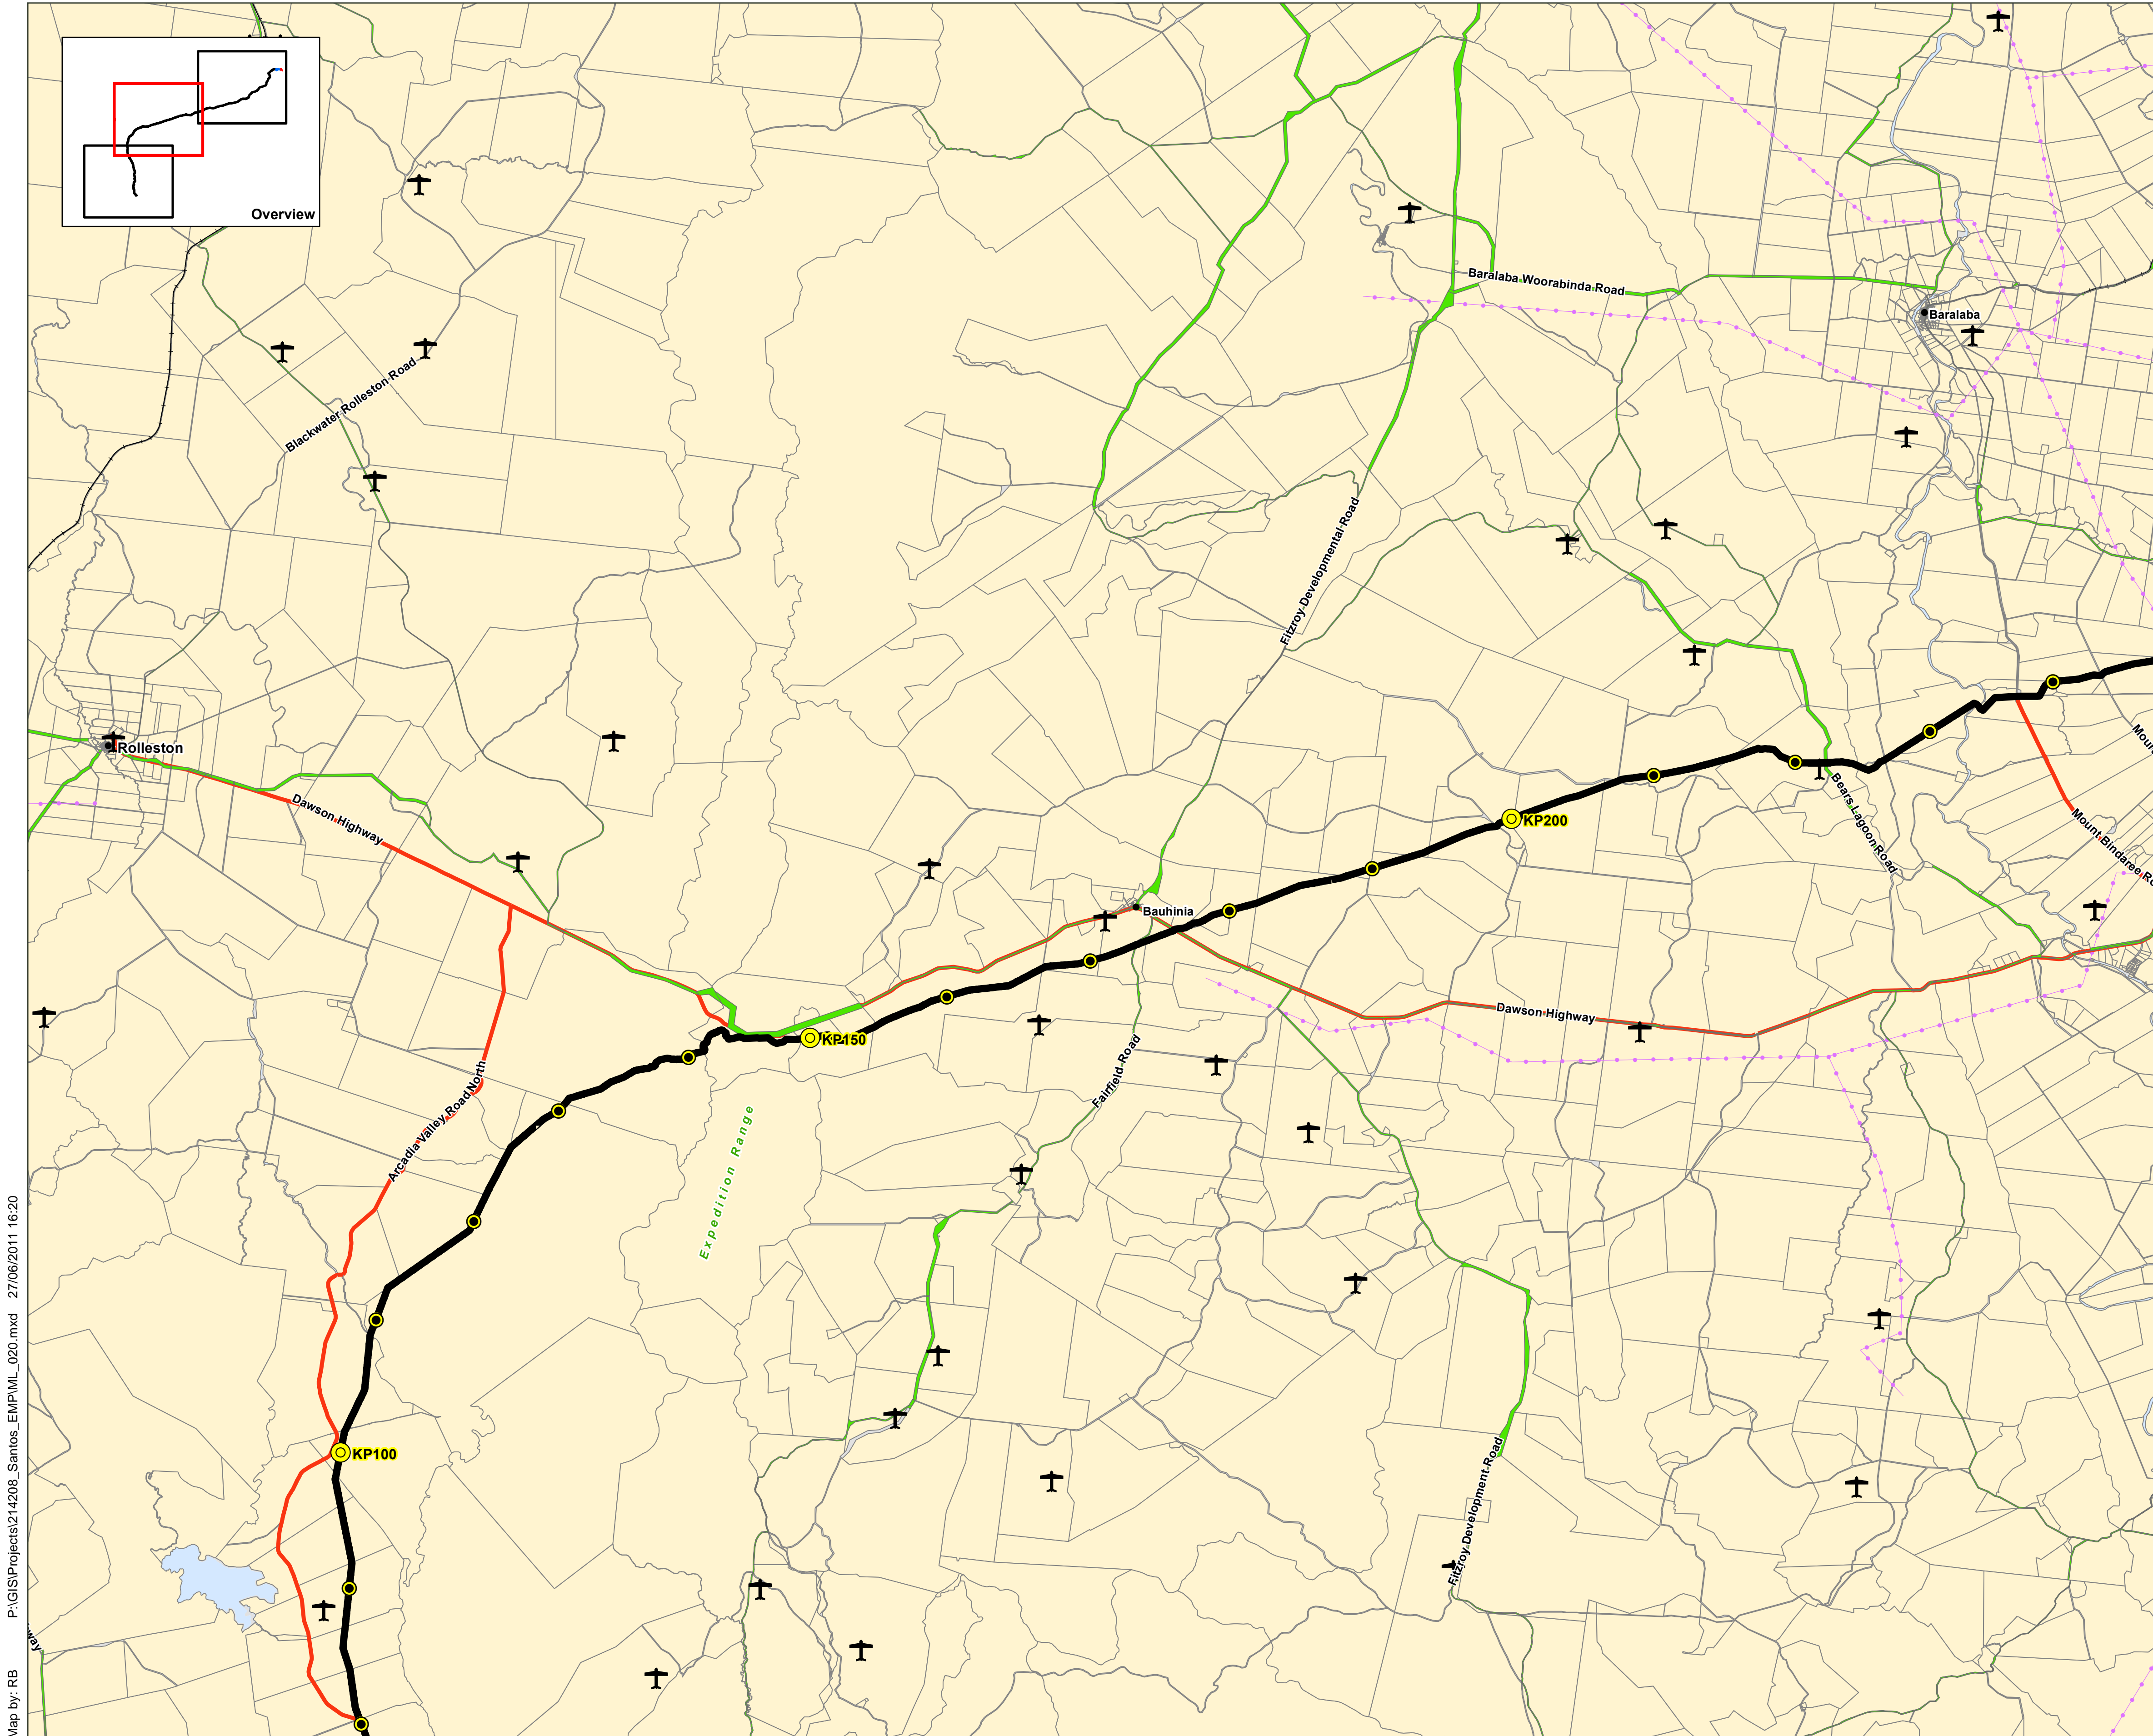 Overview
Baralaba Woorabinda Road
Baralaba
Blackwater Rolleston Road
Fitzroy Developmental Road
Rolleston
Dawson Highway
KP200
Bears Lagoon Road
Mount Bindaree
Bauhinia
KP150
Dawson Highway
Fairfield Road
Arcadia Valley Road North
Expedition Range
KP100
Fitzroy Development Road
Map by: RB P:\GIS\Projects\214208_Santos_EMP\ML_020.mxd 27/06/2011 16:20